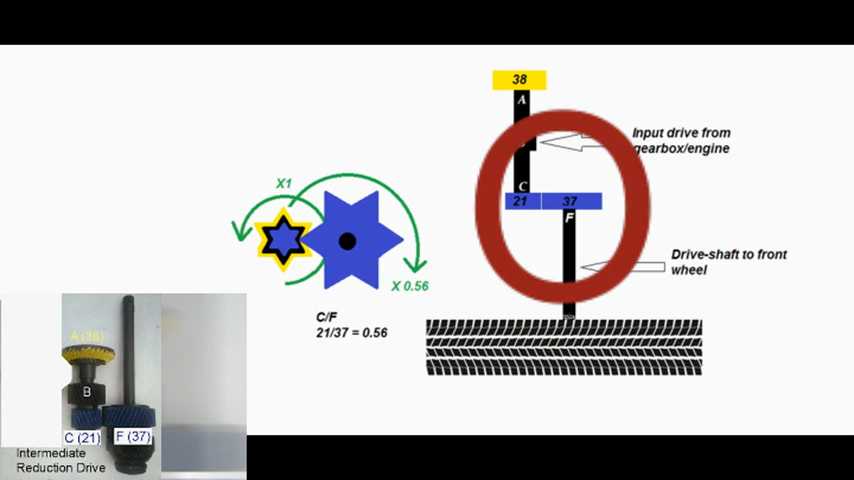 38
A
Input drive from
gearbox/engine
C
21 37
F
X1
Drive-shaft to front
wheel
X 0.56
C/F
21/37 = 0.56
A (38)
B
C (21) F (37)
Intermediate
Reduction Drive